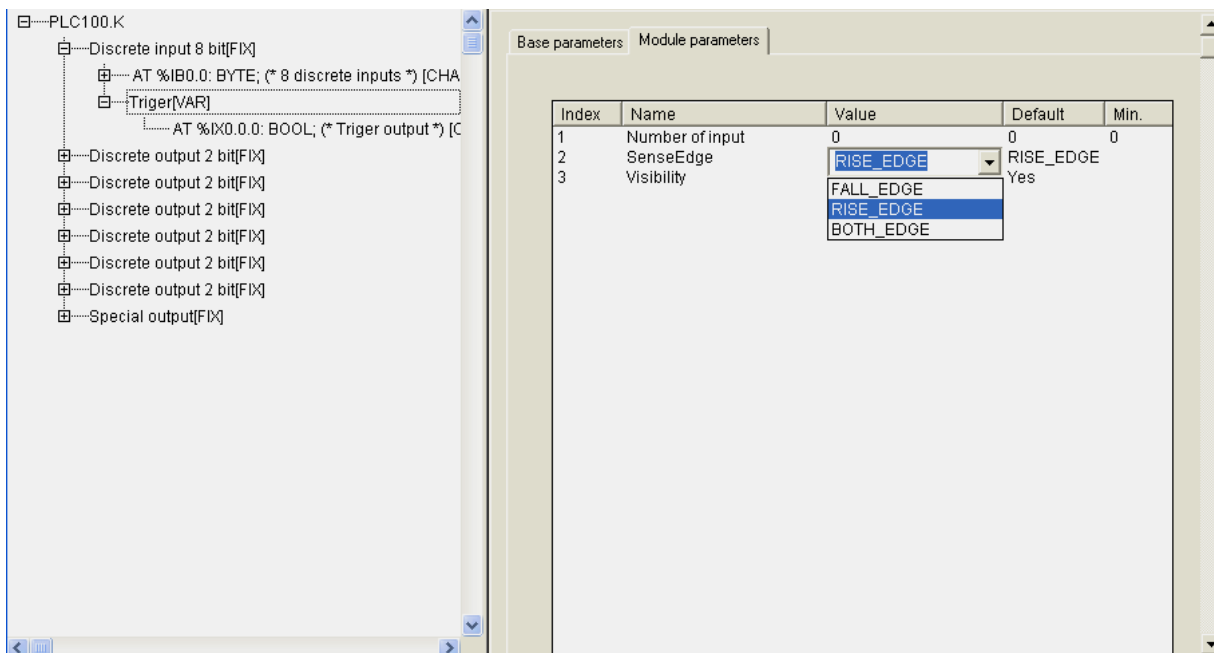 PLC100.K
Discrete input 8 bit[FIX]
AT %IB0.0: BYTE; (* 8 discrete inputs *) [CHA
Triger[VAR]
AT %IX0.0.0: BOOL; (* Triger output *) [C
Discrete output 2 bit[FIX]
Discrete output 2 bit[FIX]
Discrete output 2 bit[FIX]
Discrete output 2 bit[FIX]
Discrete output 2 bit[FIX]
Discrete output 2 bit[FIX]
Special output[FIX]
Base parameters Module parameters
Index Name Value Default Min.
1 Number of input 0 0 0
2 SenseEdge RISE_EDGE RISE_EDGE
3 Visibility Yes
FALL_EDGE
RISE_EDGE
BOTH_EDGE